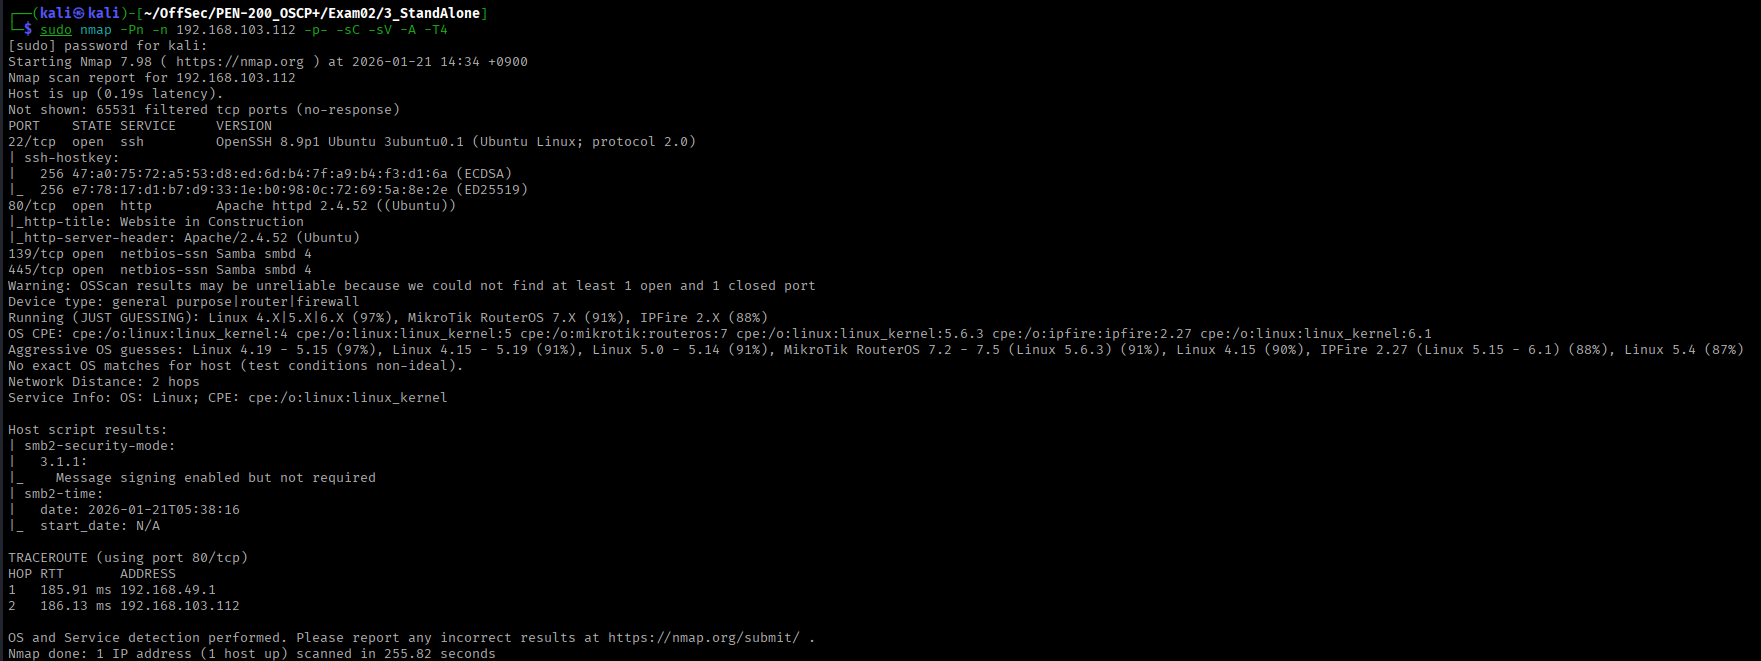 ┌──(kali㉿kali)-[~/OffSec/PEN-200_OSCP+/Exam02/3_StandAlone]
└─$ sudo nmap -Pn -n 192.168.103.112 -p- -sC -sV -A -T4
[sudo] password for kali:
Starting Nmap 7.98 ( https://nmap.org ) at 2026-01-21 14:34 +0900
Nmap scan report for 192.168.103.112
Host is up (0.19s latency).
Not shown: 65531 filtered tcp ports (no-response)
PORT    STATE SERVICE     VERSION
22/tcp  open  ssh         OpenSSH 8.9p1 Ubuntu 3ubuntu0.1 (Ubuntu Linux; protocol 2.0)
| ssh-hostkey:
|   256 47:a0:75:72:a5:53:d8:ed:6d:b4:7f:a9:b4:f3:d1:6a (ECDSA)
|_  256 e7:78:17:d1:b7:d9:33:1e:b0:98:0c:72:69:5a:8e:2e (ED25519)
80/tcp  open  http        Apache httpd 2.4.52 ((Ubuntu))
|_http-title: Website in Construction
|_http-server-header: Apache/2.4.52 (Ubuntu)
139/tcp open  netbios-ssn Samba smbd 4
445/tcp open  netbios-ssn Samba smbd 4
Warning: OSScan results may be unreliable because we could not find at least 1 open and 1 closed port
Device type: general purpose|router|firewall
Running (JUST GUESSING): Linux 4.X|5.X|6.X (97%), MikroTik RouterOS 7.X (91%), IPFire 2.X (88%)
OS CPE: cpe:/o:linux:linux_kernel:4 cpe:/o:linux:linux_kernel:5 cpe:/o:mikrotik:routeros:7 cpe:/o:linux:linux_kernel:5.6.3 cpe:/o:ipfire:ipfire:2.27 cpe:/o:linux:linux_kernel:6.1
Aggressive OS guesses: Linux 4.19 - 5.15 (97%), Linux 4.15 - 5.19 (91%), Linux 5.0 - 5.14 (91%), MikroTik RouterOS 7.2 - 7.5 (Linux 5.6.3) (91%), Linux 4.15 (90%), IPFire 2.27 (Linux 5.15 - 6.1) (88%), Linux 5.4 (87%)
No exact OS matches for host (test conditions non-ideal).
Network Distance: 2 hops
Service Info: OS: Linux; CPE: cpe:/o:linux:linux_kernel

Host script results:
| smb2-security-mode:
|   3.1.1:
|_    Message signing enabled but not required
| smb2-time:
|   date: 2026-01-21T05:38:16
|_  start_date: N/A

TRACEROUTE (using port 80/tcp)
HOP RTT       ADDRESS
1   185.91 ms 192.168.49.1
2   186.13 ms 192.168.103.112

OS and Service detection performed. Please report any incorrect results at https://nmap.org/submit/ .
Nmap done: 1 IP address (1 host up) scanned in 255.82 seconds